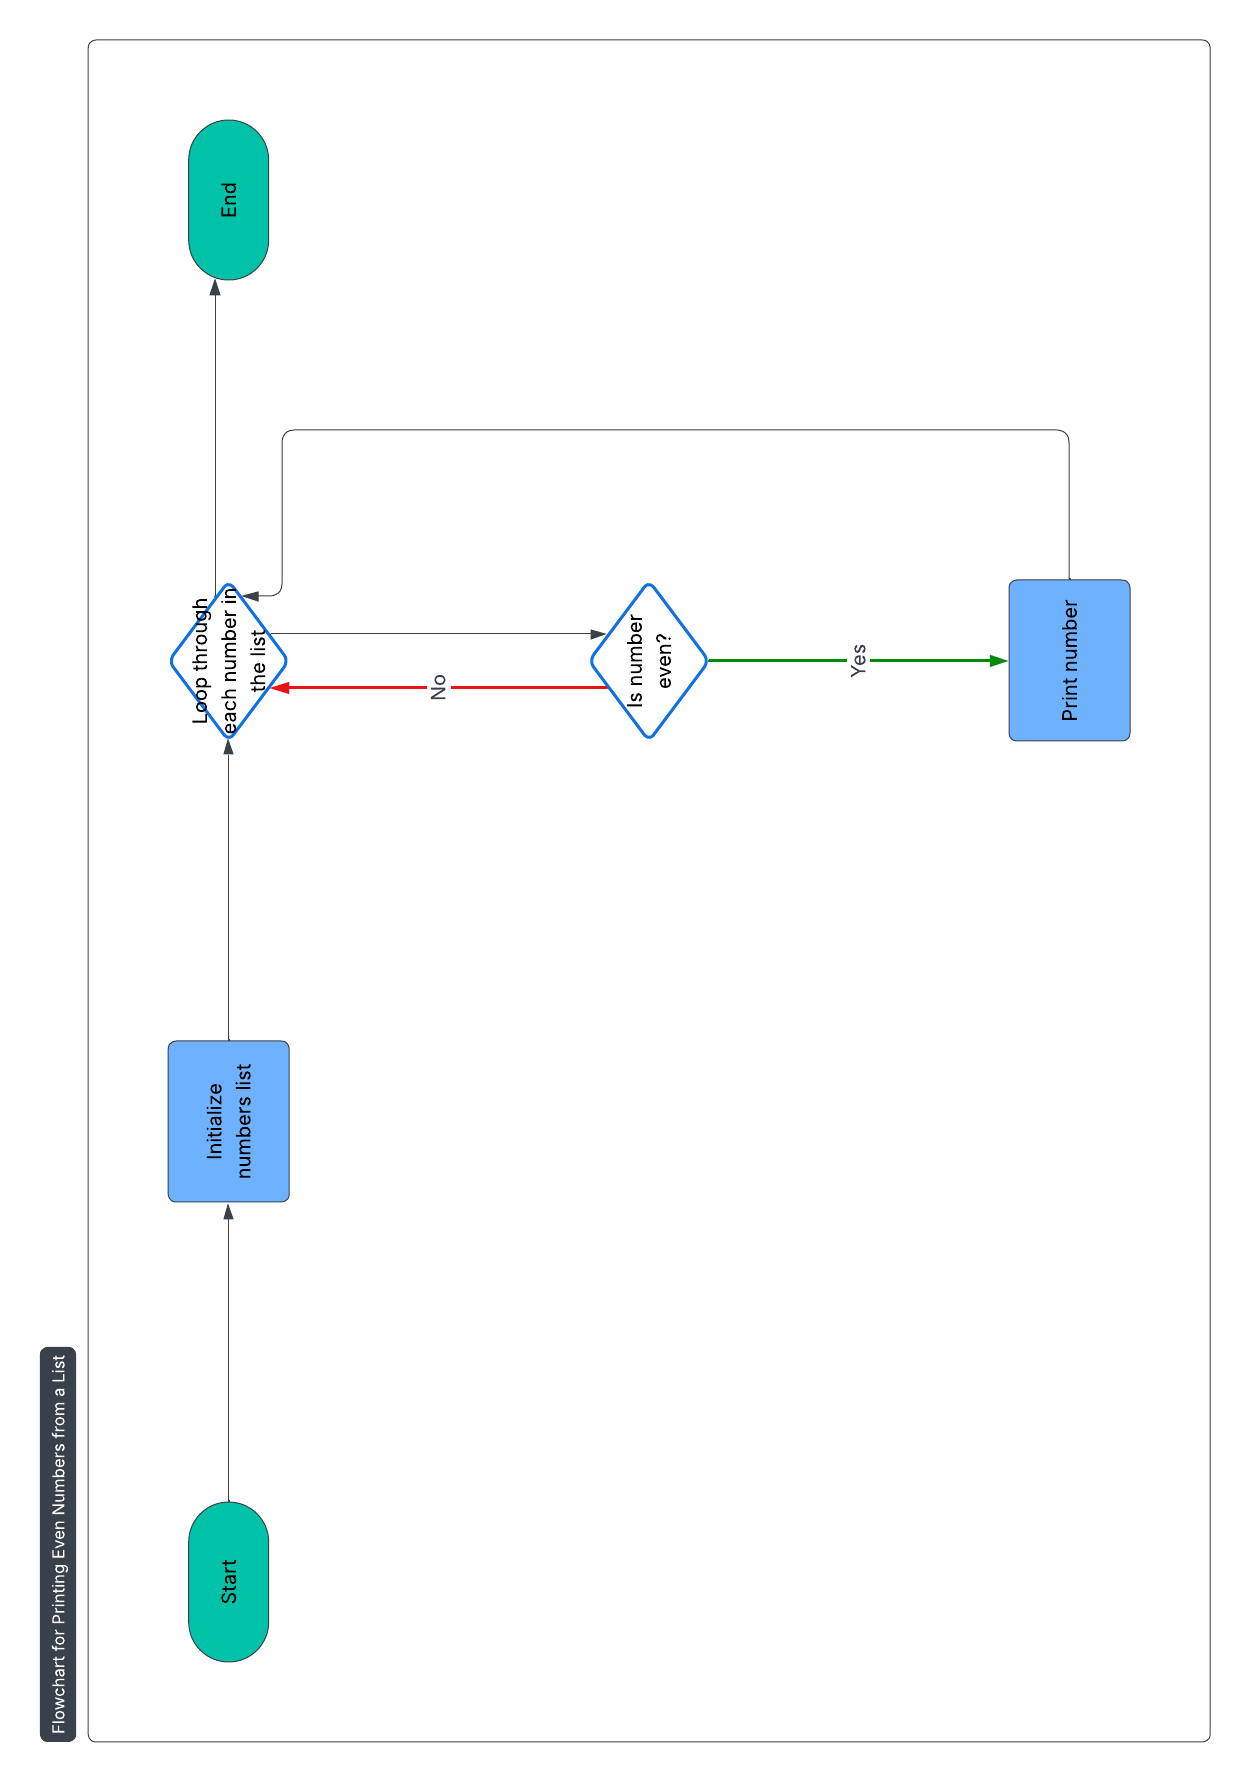 Flowchart for Printing Even Numbers from a List
Start
Initialize
numbers list
Loop through
each number in
the list
End
No
Is number
even?
Yes
Print number